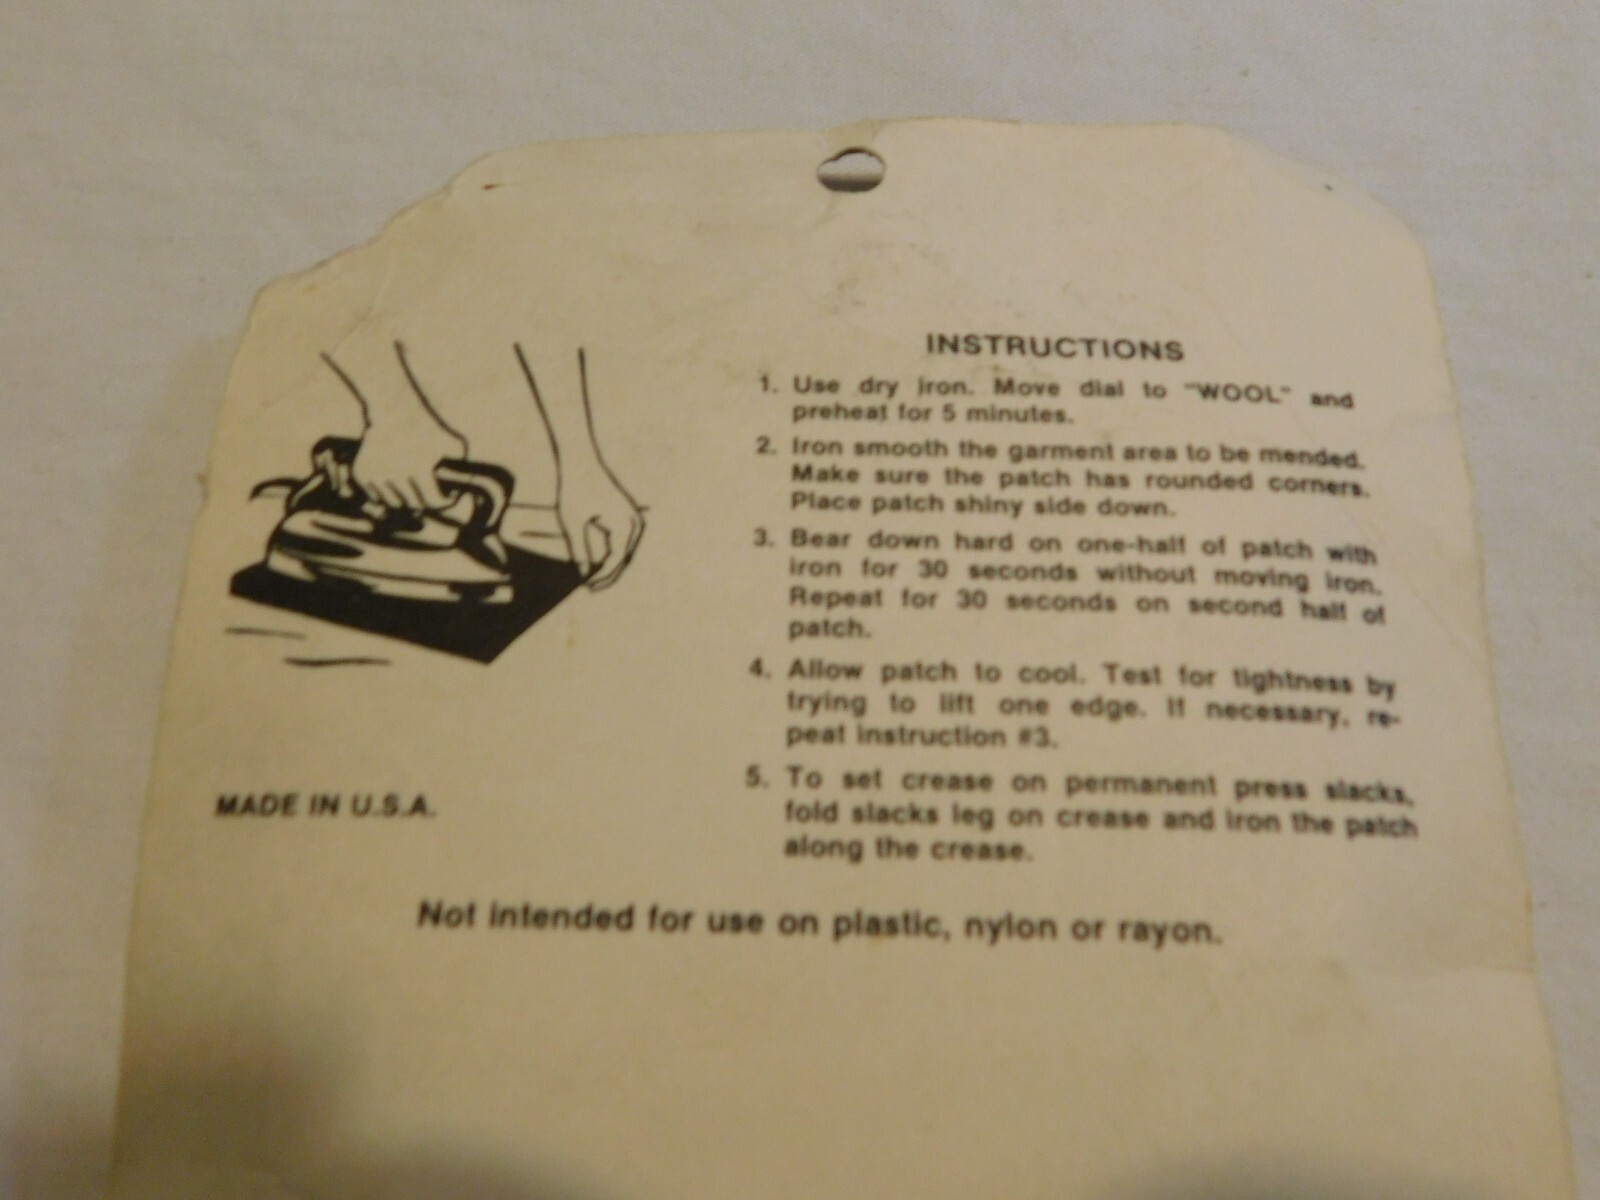 INSTRUCTIONS
1. Use dry iron. Move dial to "WOOL" and
preheat for 5 minutes.
2. Iron smooth the garment area to be mended.
Make sure the patch has rounded corners.
Place patch shiny side down.
3. Bear down hard on one-half of patch with
iron for 30 seconds without moving iron.
Repeat for 30 seconds on second half of
patch.
4. Allow patch to cool. Test for tightness by
trying to lift one edge. If necessary, re-
peat instruction #3.
5. To set crease on permanent press slacks,
fold slacks leg on crease and iron the patch
along the crease.
MADE IN U.S.A.
Not intended for use on plastic, nylon or rayon.